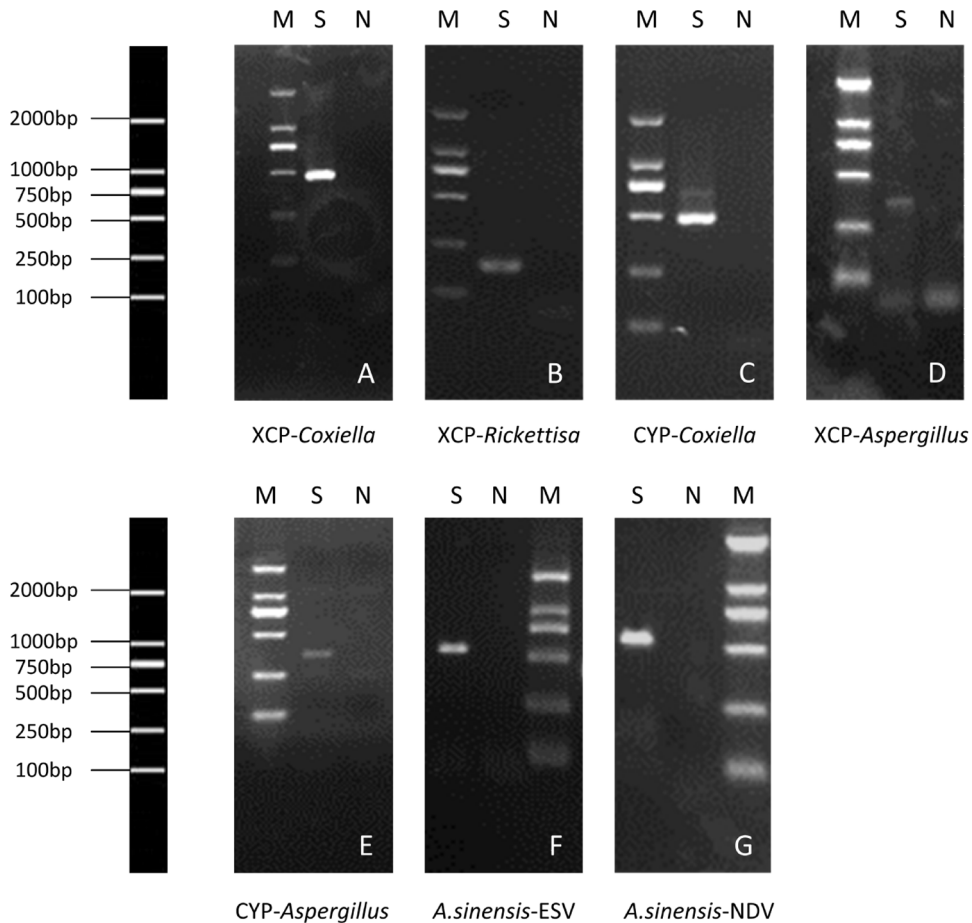 M S N M S N M S N M S N
2000bp
1000bp
750bp
500bp
250bp
100bp
A B C D
XCP-Coxiella XCP-Rickettisa CYP-Coxiella XCP-Aspergillus
M S N S N M S N M
2000bp
1000bp
750bp
500bp
250bp
100bp
E F G
CYP-Aspergillus A.sinensis-ESV A.sinensis-NDV